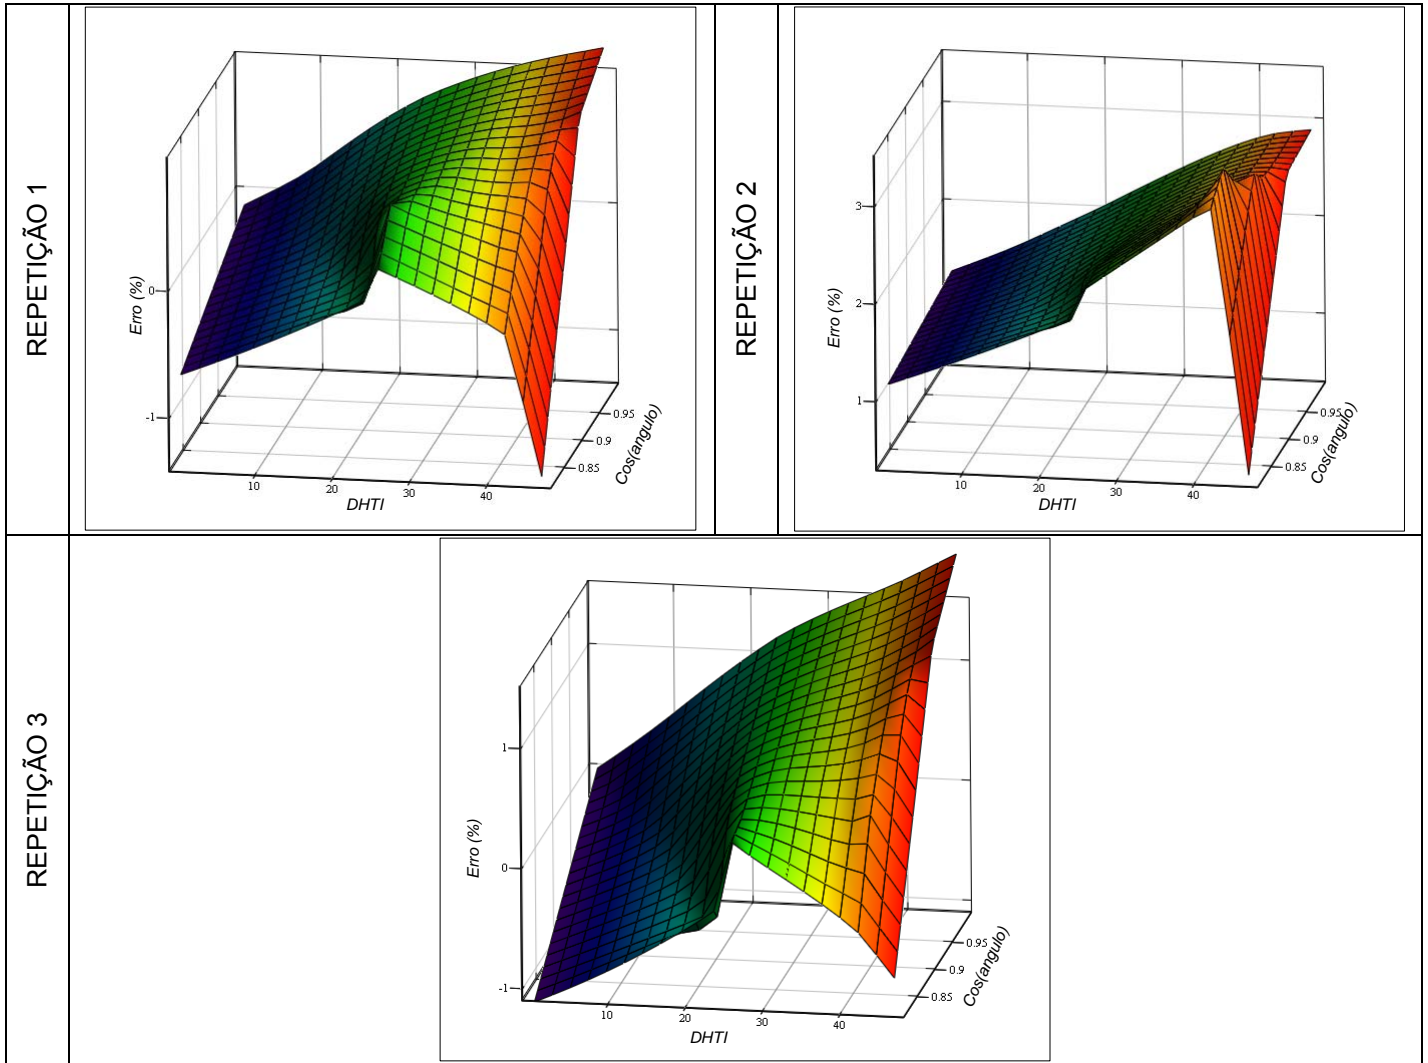 REPETIÇÃO 1
Erro (%)
0
-1
10
20
30
40
DHTI
0.95
0.9
0.85
Cos(angulo)
REPETIÇÃO 2
Erro (%)
3
2
1
10
20
30
40
DHTI
0.95
0.9
0.85
Cos(angulo)
REPETIÇÃO 3
Erro (%)
1
0
-1
10
20
30
40
DHTI
0.95
0.9
0.85
Cos(angulo)